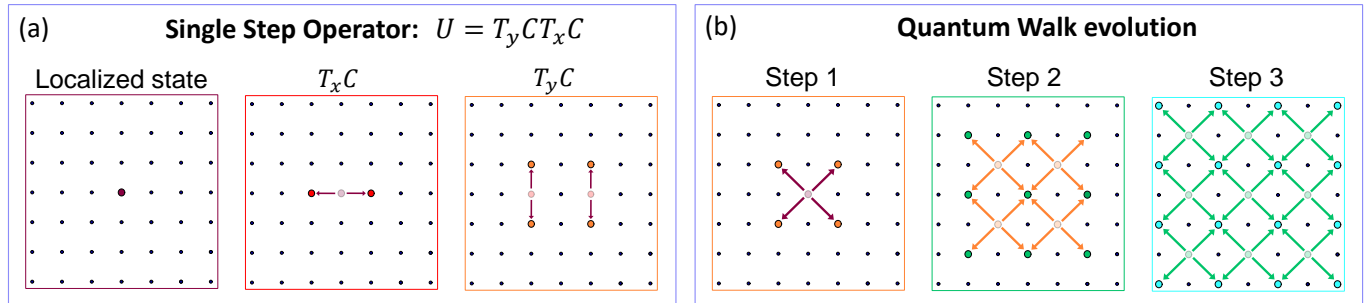 (a) Single Step Operator: $U = T_yCT_xC$
Localized state
$T_xC$
$T_yC$
(b) Quantum Walk evolution
Step 1
Step 2
Step 3